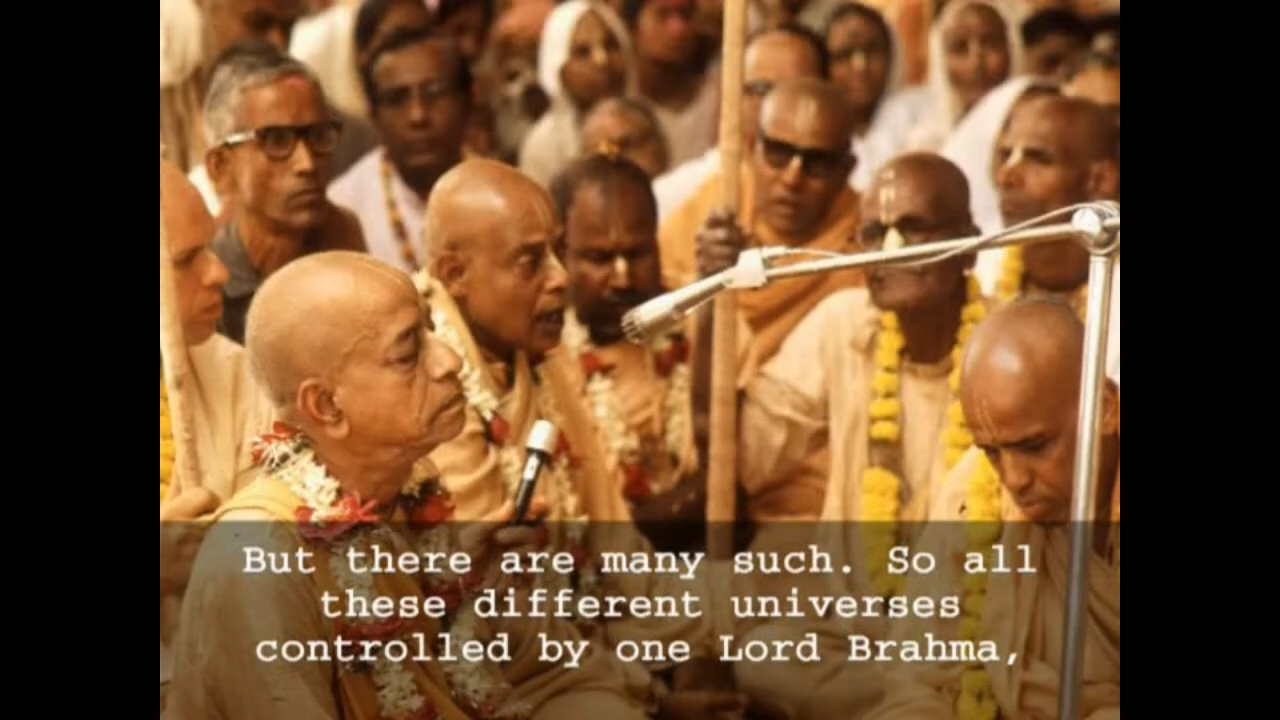 But there are many such. So all
these different universes
controlled by one Lord Brahma,